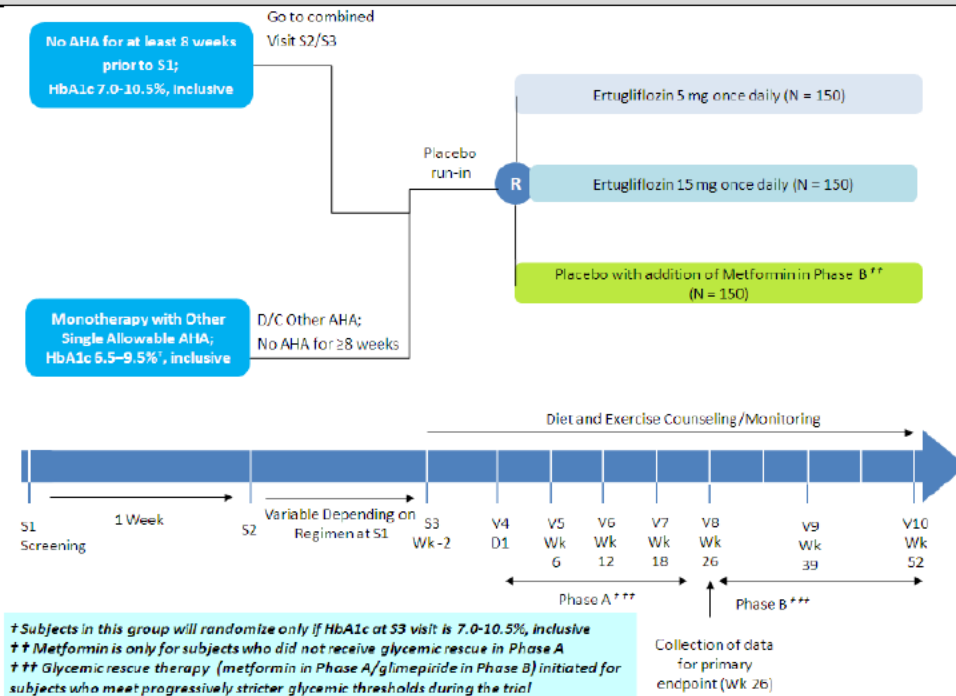 Go to combined
Visit S2/S3
No AHA for at least 8 weeks
prior to S1;
HbA1c 7.0-10.5%, inclusive
Ertugliflozin 5 mg once daily (N = 150)
Placebo
run-in
R
Ertugliflozin 15 mg once daily (N = 150)
Placebo with addition of Metformin in Phase B††
(N = 150)
Monotherapy with Other
Single Allowable AHA;
HbA1c 6.5–9.5%†, inclusive
D/C Other AHA;
No AHA for ≥8 weeks
Diet and Exercise Counseling/Monitoring
S1
Screening
1 Week
S2
Variable Depending on
Regimen at S1
S3
Wk -2
V4
D1
V5
Wk
6
V6
Wk
12
V7
Wk
18
V8
Wk
26
V9
Wk
39
V10
Wk
52
Phase A†††
Phase B†††
Collection of data
for primary
endpoint (Wk 26)
† Subjects in this group will randomize only if HbA1c at S3 visit is 7.0-10.5%, inclusive
†† Metformin is only for subjects who did not receive glycemic rescue in Phase A
††† Glycemic rescue therapy (metformin in Phase A/glimepiride in Phase B) initiated for
subjects who meet progressively stricter glycemic thresholds during the trial